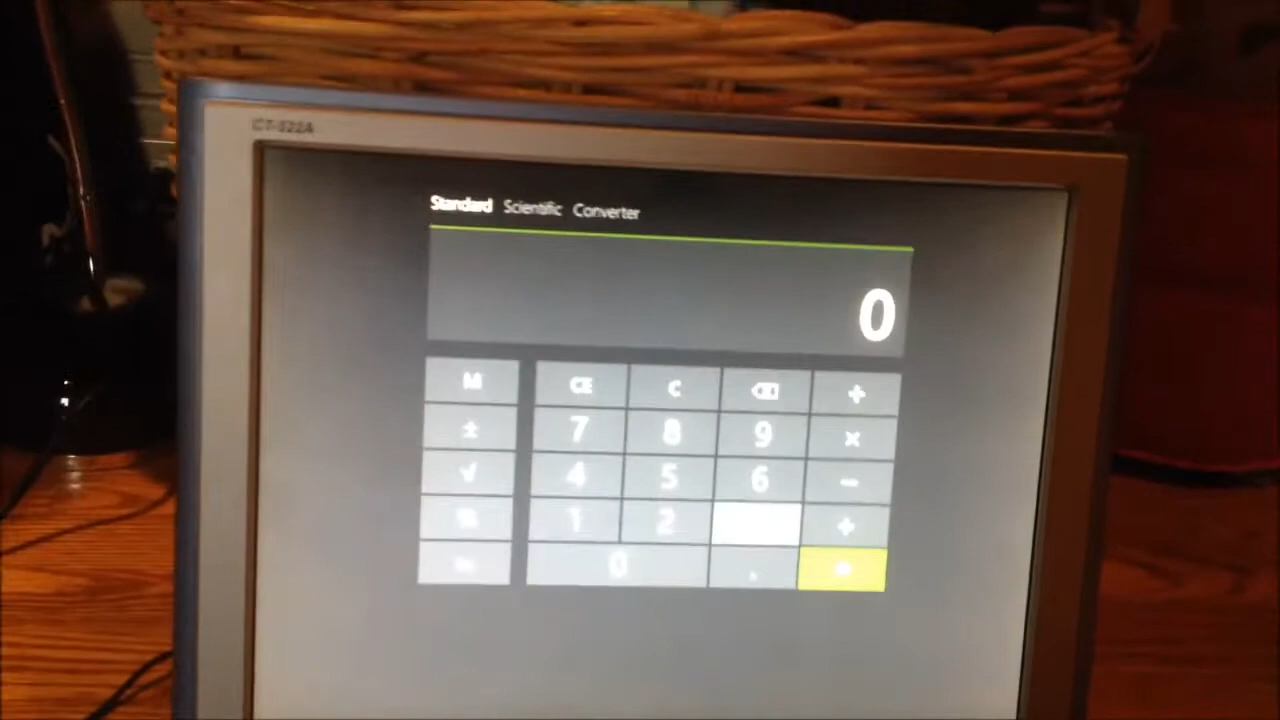 CT-522A
Standard Scientific Converter
0
M CE C ÷
± 7 8 9 ×
√ 4 5 6 −
1 2 +
0 . =